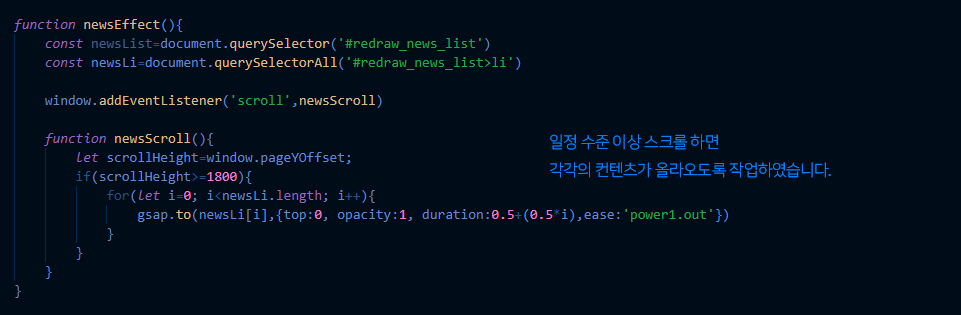 function newsEffect(){
const newsList=document.querySelector('#redraw_news_list')
const newsLi=document.querySelectorAll('#redraw_news_list>li')
window.addEventListener('scroll',newsScroll)
function newsScroll(){
let scrollHeight=window.pageYOffset;
if(scrollHeight>=1800){
for(let i=0; i<newsLi.length; i++){
gsap.to(newsLi[i],{top:0, opacity:1, duration:0.5+(0.5*i),ease:'power1.out'})
}
}
}
}
일정 수준 이상 스크롤 하면
각각의 컨텐츠가 올라오도록 작업하였습니다.